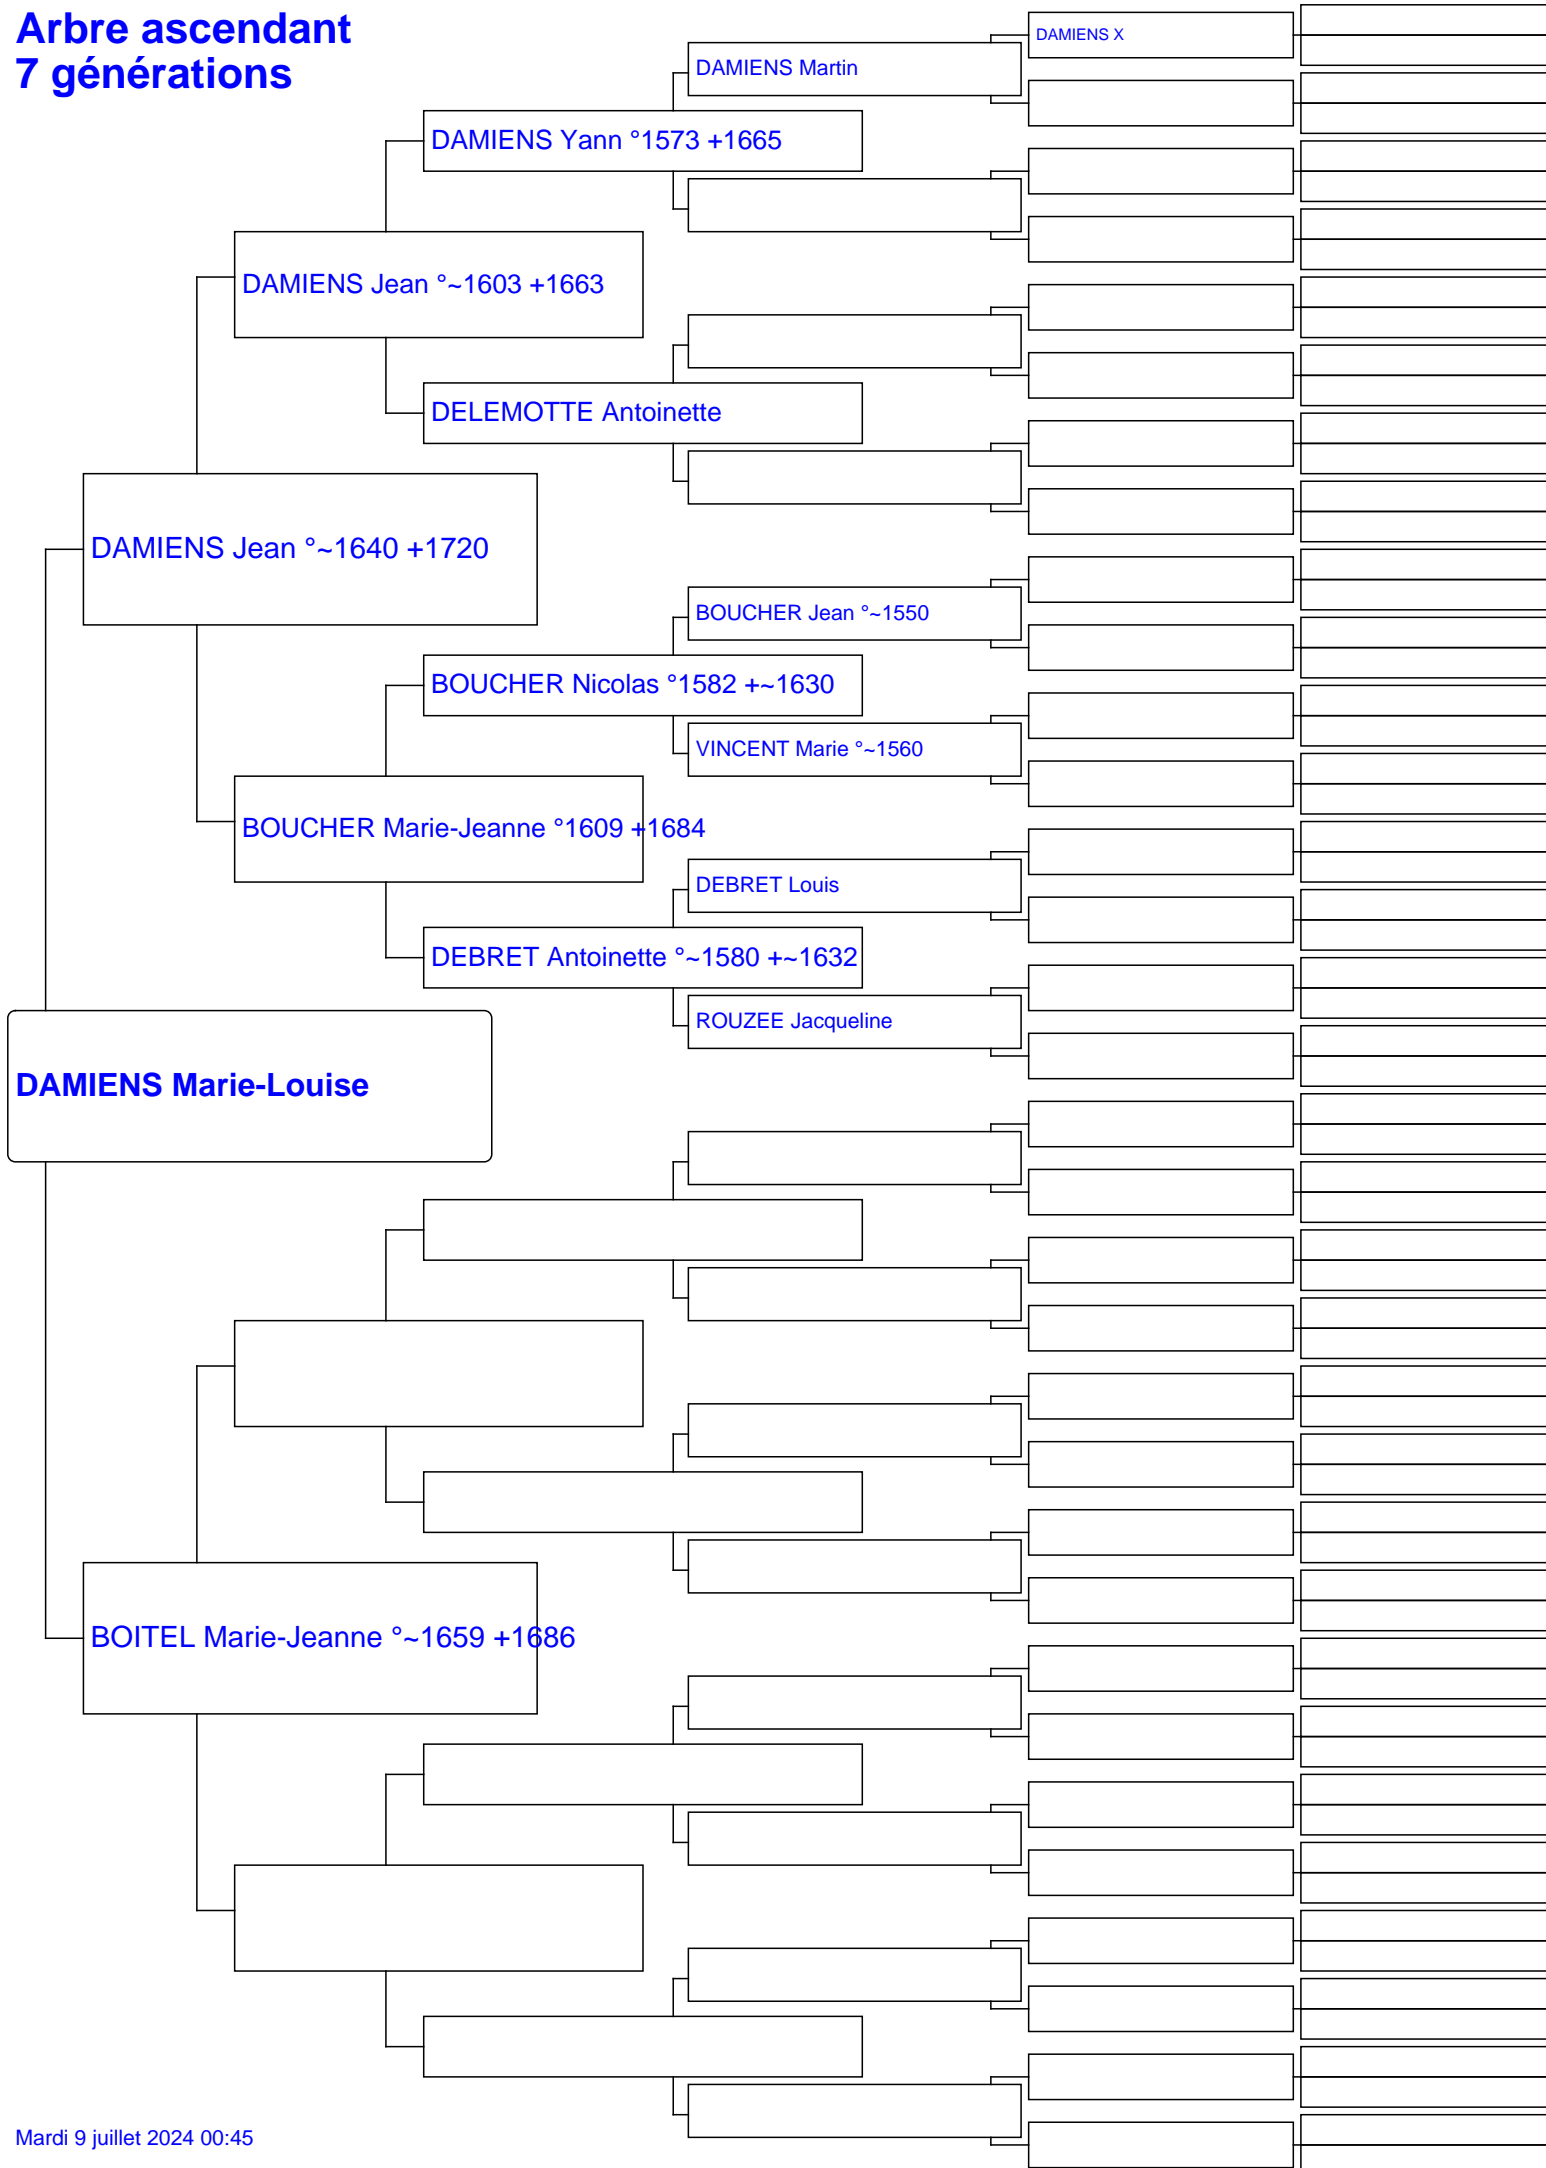 Arbre ascendant
7 générations
DAMIENS X
DAMIENS Martin
DAMIENS Yann °1573 +1665
DAMIENS Jean °~1603 +1663
DELEMOTTE Antoinette
DAMIENS Jean °~1640 +1720
BOUCHER Jean °~1550
BOUCHER Nicolas °1582 +~1630
VINCENT Marie °~1560
BOUCHER Marie-Jeanne °1609 +1684
DEBRET Louis
DEBRET Antoinette °~1580 +~1632
ROUZEE Jacqueline
DAMIENS Marie-Louise
BOITEL Marie-Jeanne °~1659 +1686
Mardi 9 juillet 2024 00:45